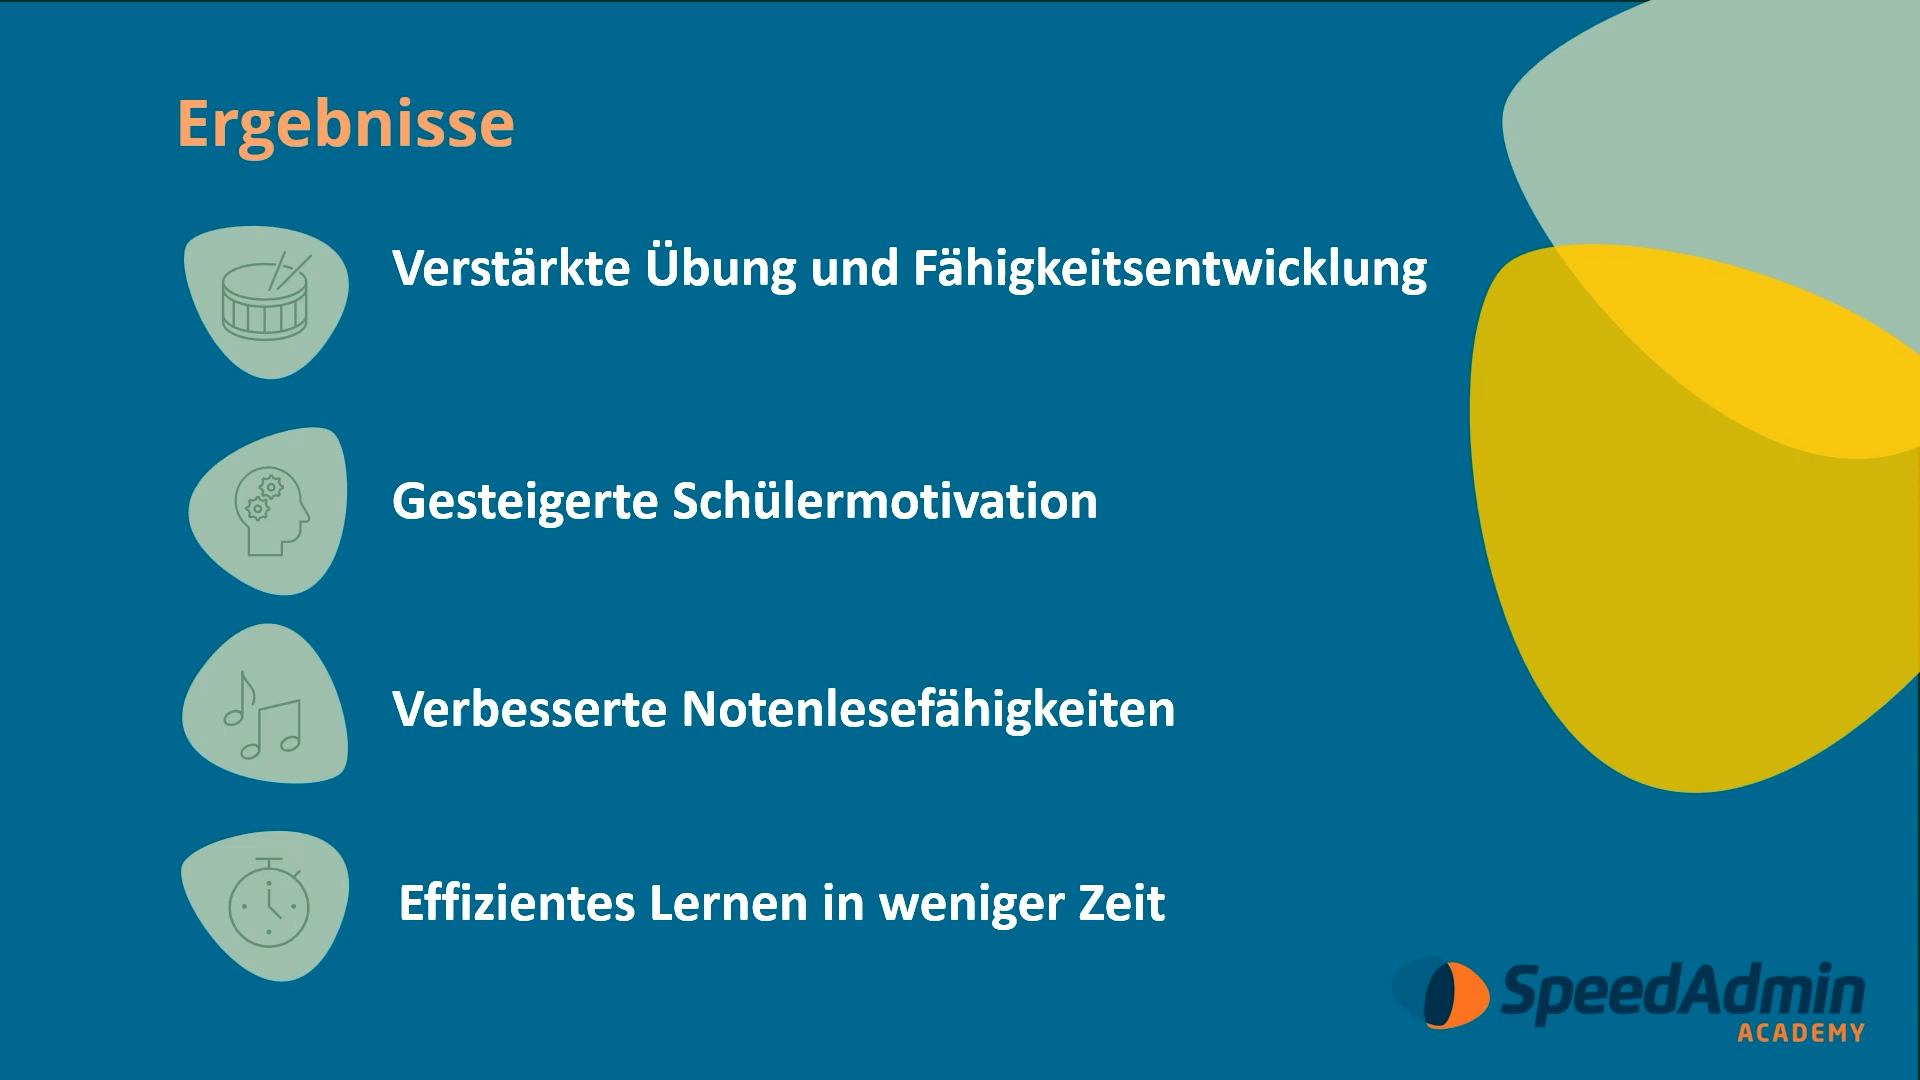 Ergebnisse
Verstärkte Übung und Fähigkeitsentwicklung
Gesteigerte Schülermotivation
Verbesserte Notenlesefähigkeiten
Effizientes Lernen in weniger Zeit
SpeedAdmin
ACADEMY